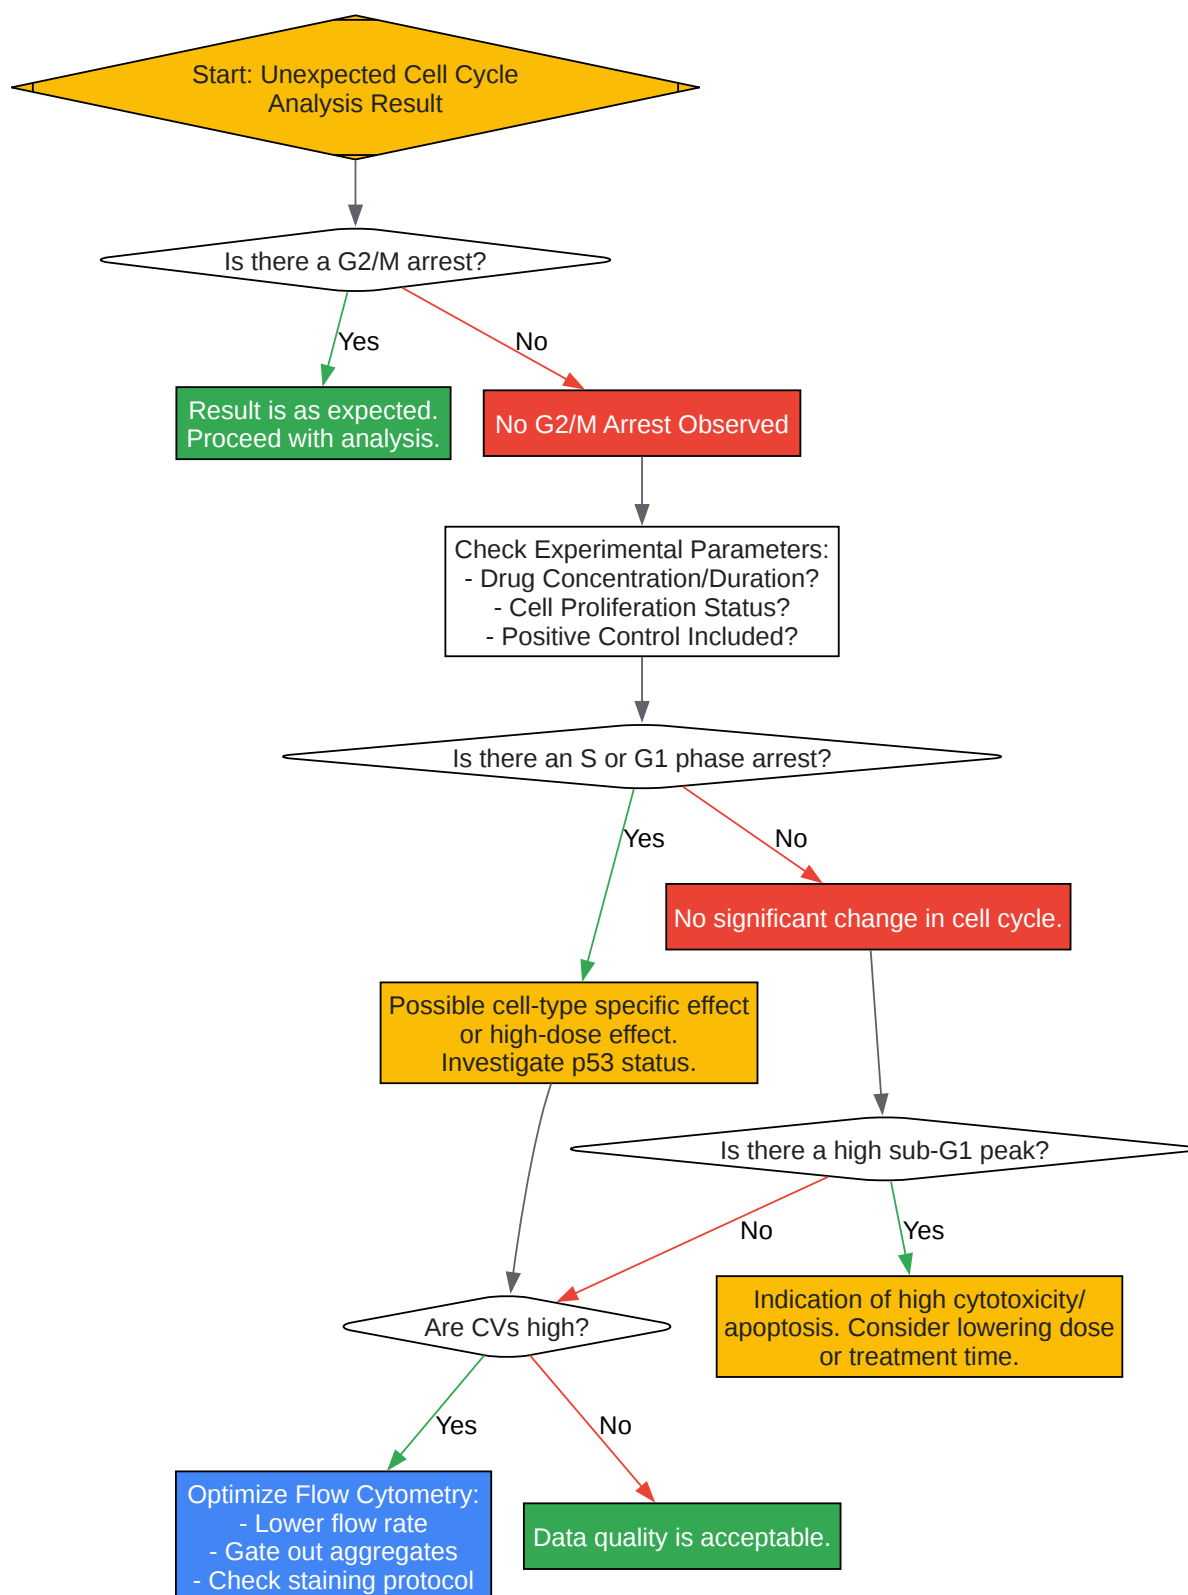 Start: Unexpected Cell Cycle
Analysis Result
Is there a G2/M arrest?
Yes
No
Result is as expected.
Proceed with analysis.
No G2/M Arrest Observed
Check Experimental Parameters:
- Drug Concentration/Duration?
- Cell Proliferation Status?
- Positive Control Included?
Is there an S or G1 phase arrest?
Yes
No
No significant change in cell cycle.
Possible cell-type specific effect
or high-dose effect.
Investigate p53 status.
Is there a high sub-G1 peak?
No
Yes
Indication of high cytotoxicity/
apoptosis. Consider lowering dose
or treatment time.
Are CVs high?
Yes
No
Optimize Flow Cytometry:
- Lower flow rate
- Gate out aggregates
- Check staining protocol
Data quality is acceptable.